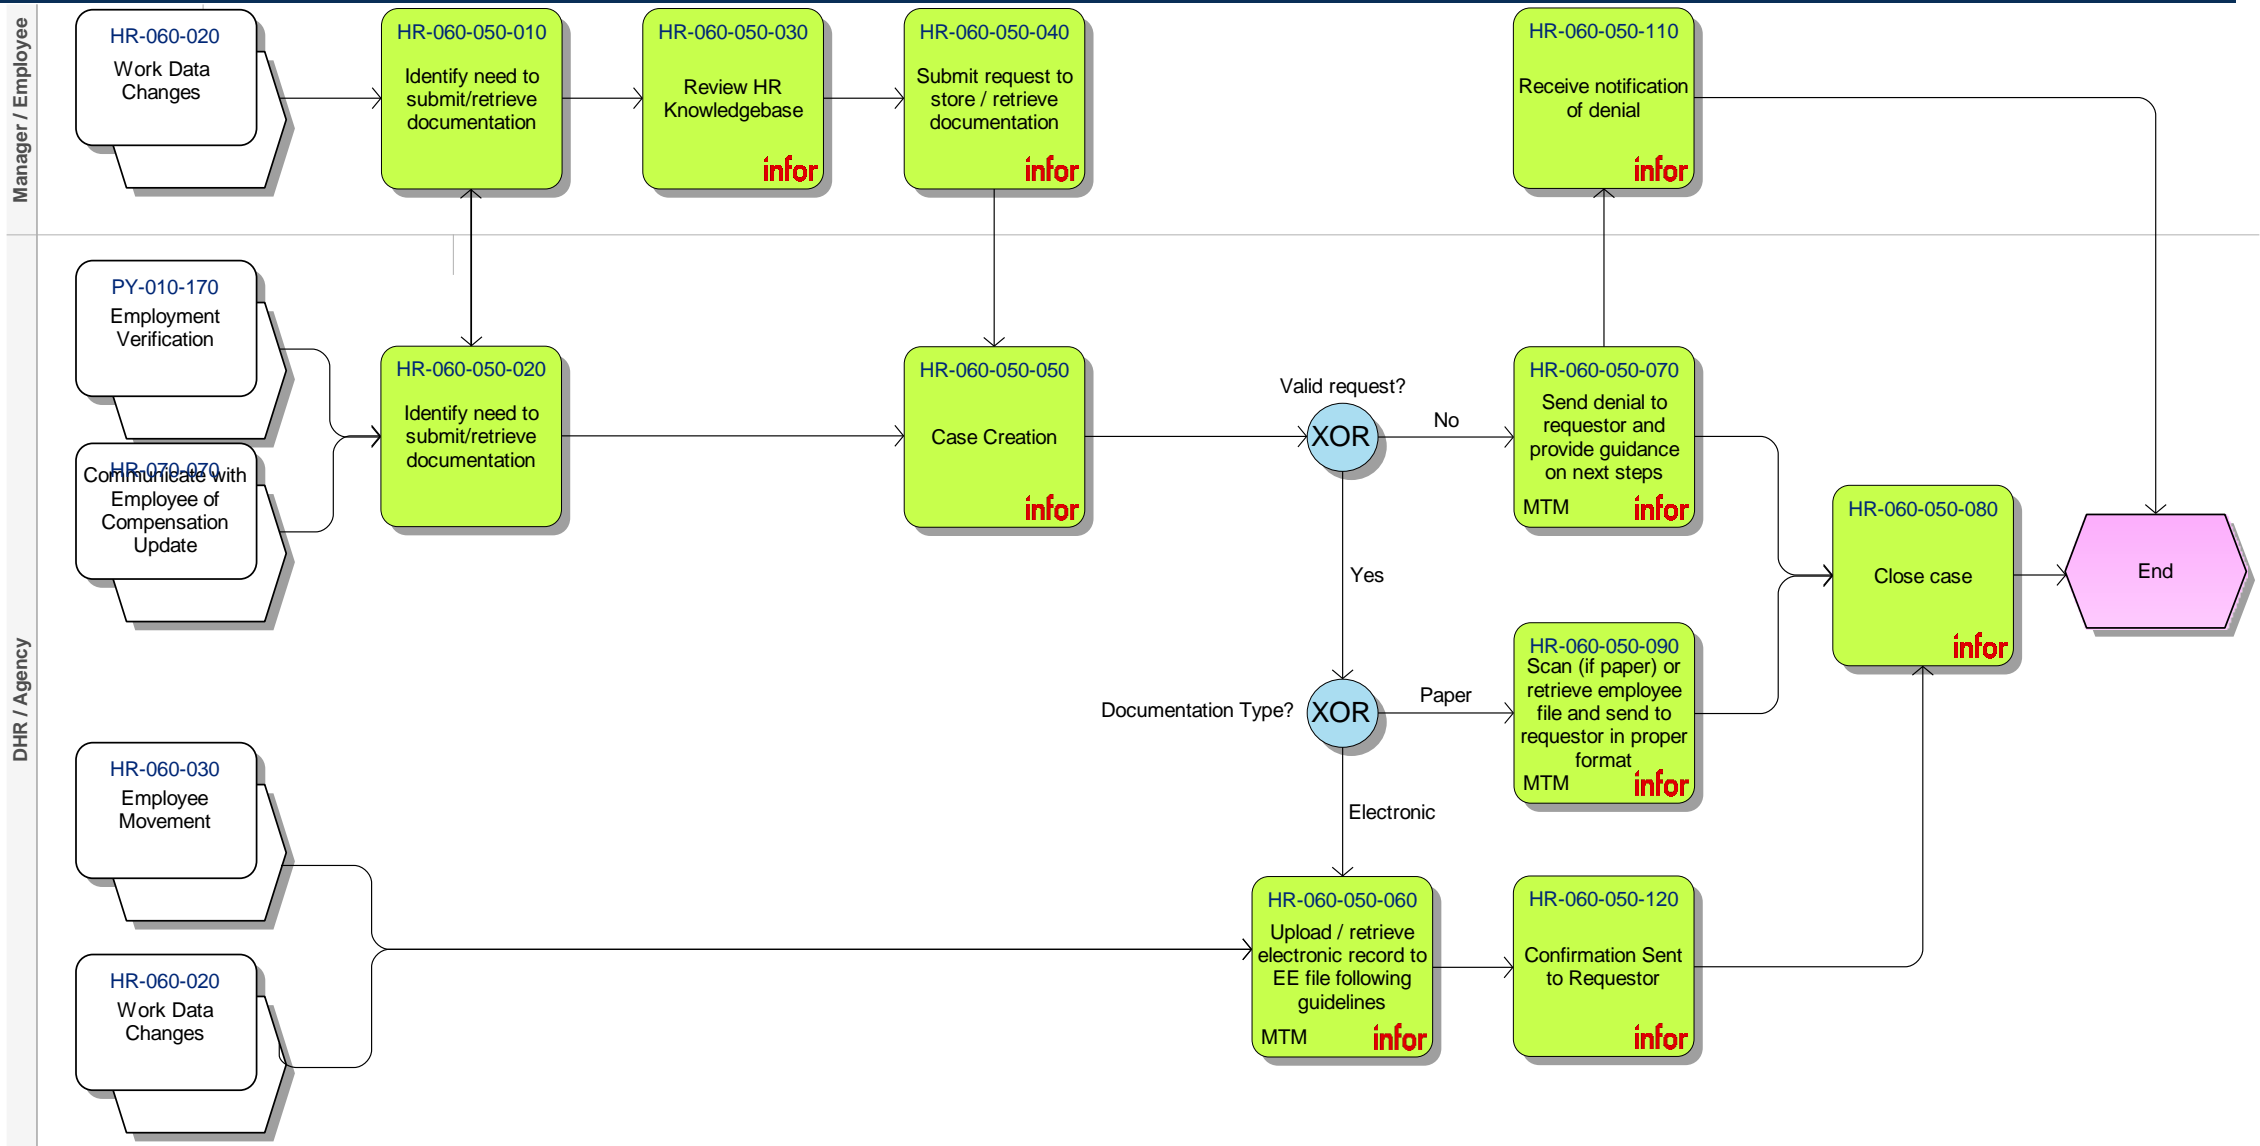 Manager / Employee
HR-060-020
Work Data
Changes
HR-060-050-010
Identify need to
submit/retrieve
documentation
HR-060-050-030
Review HR
Knowledgebase
infor
HR-060-050-040
Submit request to
store / retrieve
documentation
infor
HR-060-050-110
Receive notification
of denial
infor
DHR / Agency
PY-010-170
Employment
Verification
HR-070-070
Communicate with
Employee of
Compensation
Update
HR-060-050-020
Identify need to
submit/retrieve
documentation
HR-060-050-050
Case Creation
infor
Valid request?
XOR
No
Yes
HR-060-050-070
Send denial to
requestor and
provide guidance
on next steps
MTM
infor
HR-060-050-080
Close case
infor
End
Documentation Type?
XOR
Paper
Electronic
HR-060-050-090
Scan (if paper) or
retrieve employee
file and send to
requestor in proper
format
MTM
infor
HR-060-030
Employee
Movement
HR-060-020
Work Data
Changes
HR-060-050-060
Upload / retrieve
electronic record to
EE file following
guidelines
MTM
infor
HR-060-050-120
Confirmation Sent
to Requestor
infor